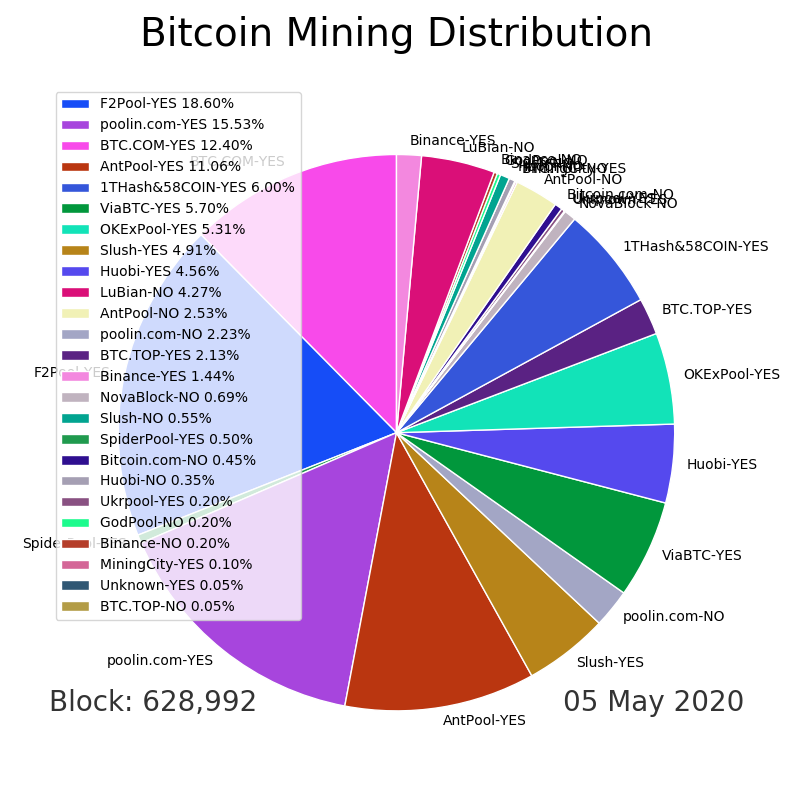 Bitcoin Mining Distribution
F2Pool-YES 18.60%
poolin.com-YES 15.53%
BTC.COM-YES 12.40%
AntPool-YES 11.06%
1THash&58COIN-YES 6.00%
ViaBTC-YES 5.70%
OKExPool-YES 5.31%
Slush-YES 4.91%
Huobi-YES 4.56%
LuBian-NO 4.27%
AntPool-NO 2.53%
poolin.com-NO 2.23%
BTC.TOP-YES 2.13%
Binance-YES 1.44%
NovaBlock-NO 0.69%
Slush-NO 0.55%
SpiderPool-YES 0.50%
Bitcoin.com-NO 0.45%
Huobi-NO 0.35%
Ukrpool-YES 0.20%
GodPool-NO 0.20%
Binance-NO 0.20%
MiningCity-YES 0.10%
Unknown-YES 0.05%
BTC.TOP-NO 0.05%
Binance-YES
LuBian-NO
Binance-NO
AntPool-NO
Bitcoin.com-NO
NovaBlock-NO
1THash&58COIN-YES
BTC.TOP-YES
OKExPool-YES
Huobi-YES
ViaBTC-YES
poolin.com-NO
Slush-YES
AntPool-YES
poolin.com-YES
F2Pool-YES
BTC.COM-YES
Block: 628,992
05 May 2020